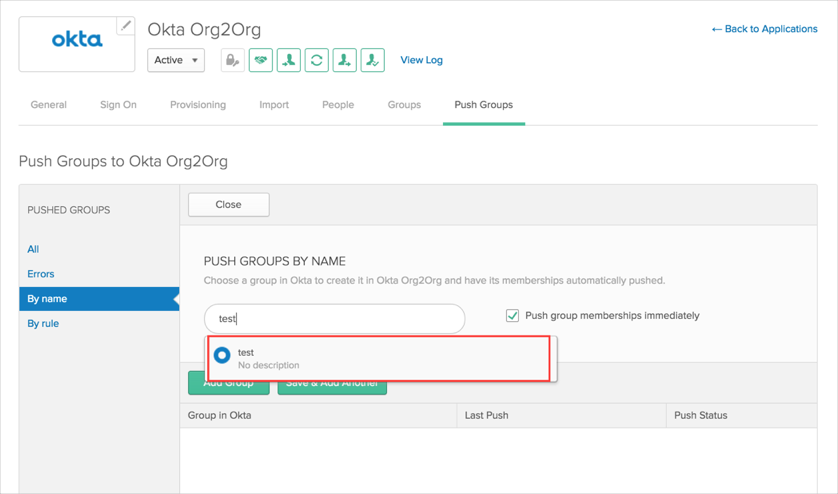 okta
Okta Org2Org
← Back to Applications
Active
View Log
General Sign On Provisioning Import People Groups Push Groups
Push Groups to Okta Org2Org
PUSHED GROUPS
All
Errors
By name
By rule
Close
PUSH GROUPS BY NAME
Choose a group in Okta to create it in Okta Org2Org and have its memberships automatically pushed.
test
Push group memberships immediately
test
No description
Add Group Save & Add Another
Group in Okta Last Push Push Status